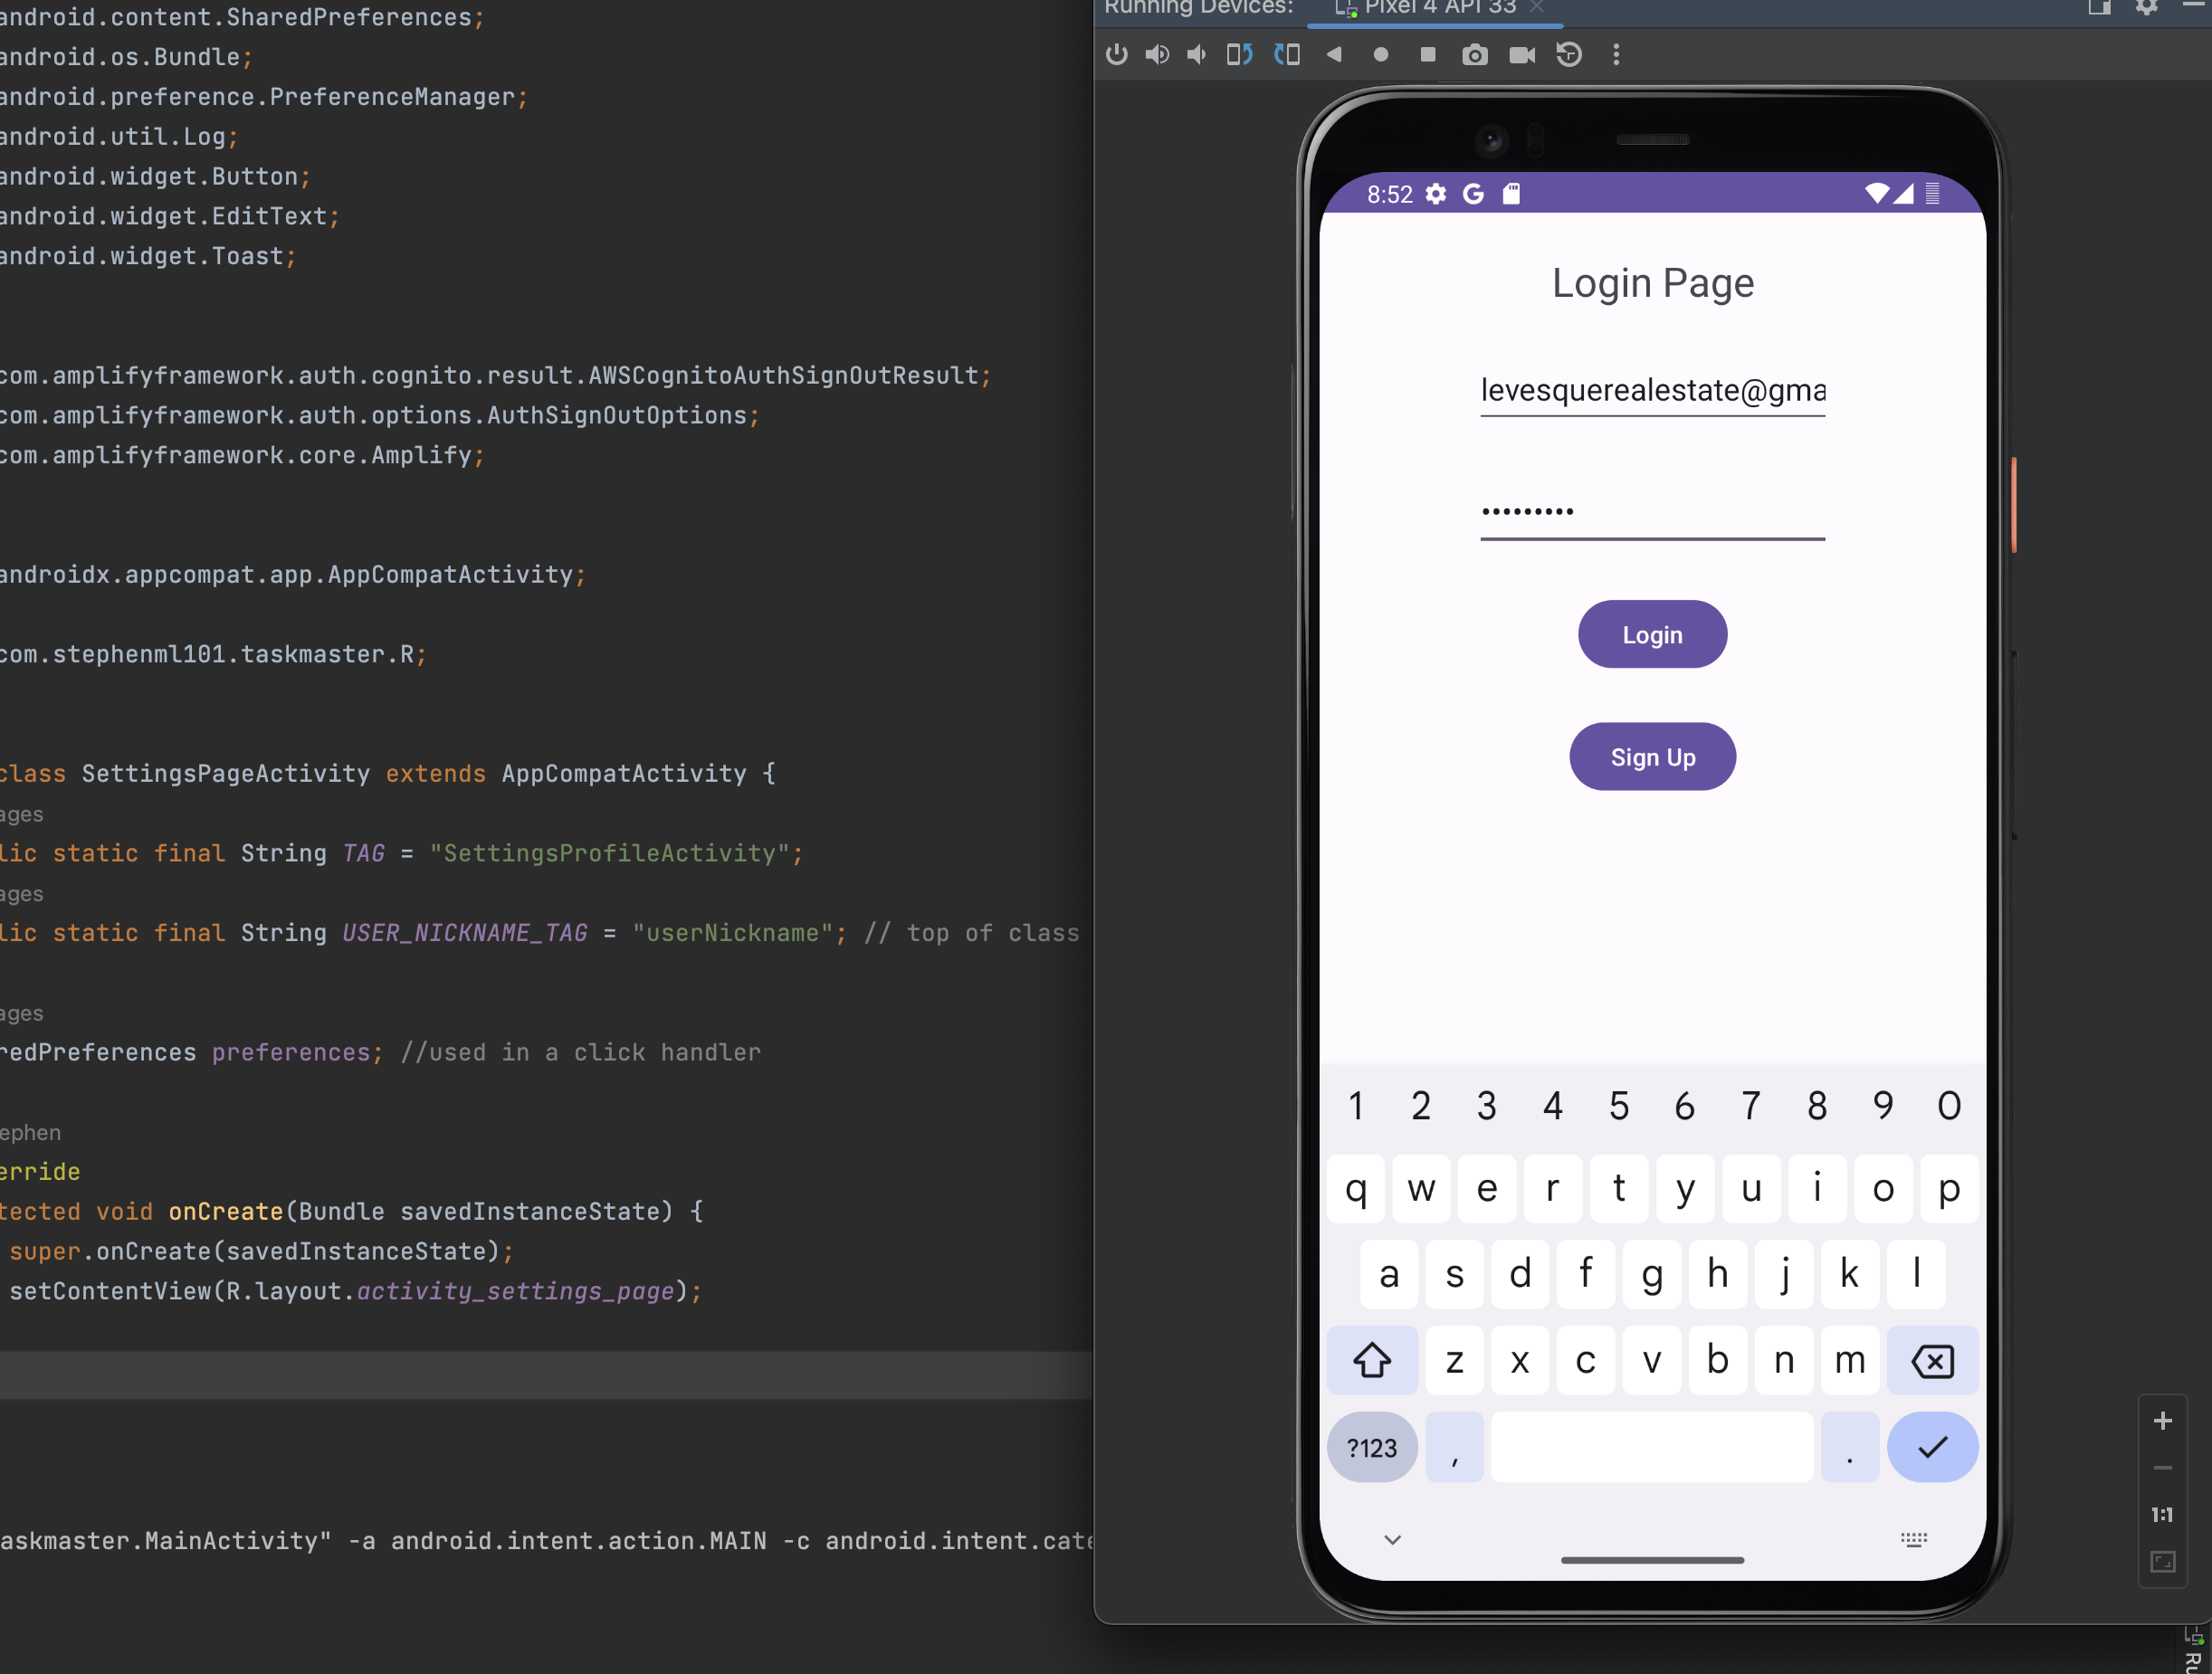 android.content.SharedPreferences;
android.os.Bundle;
android.preference.PreferenceManager;
android.util.Log;
android.widget.Button;
android.widget.EditText;
android.widget.Toast;
com.amplifyframework.auth.cognito.result.AWSCognitoAuthSignOutResult;
com.amplifyframework.auth.options.AuthSignOutOptions;
com.amplifyframework.core.Amplify;
androidx.appcompat.app.AppCompatActivity;
com.stephenml101.taskmaster.R;
class SettingsPageActivity extends AppCompatActivity {
ages
lic static final String TAG = "SettingsProfileActivity";
ages
lic static final String USER_NICKNAME_TAG = "userNickname"; // top of class
ages
redPreferences preferences; //used in a click handler
ephen
erride
tected void onCreate(Bundle savedInstanceState) {
super.onCreate(savedInstanceState);
setContentView(R.layout.activity_settings_page);
askmaster.MainActivity" -a android.intent.action.MAIN -c android.intent.cate
Running Devices: Pixel 4 API 33
8:52
Login Page
levesquerealestate@gma
•••••••••
Login
Sign Up
1 2 3 4 5 6 7 8 9 0
q w e r t y u i o p
a s d f g h j k l
z x c v b n m
?123 , .
1:1
Ru